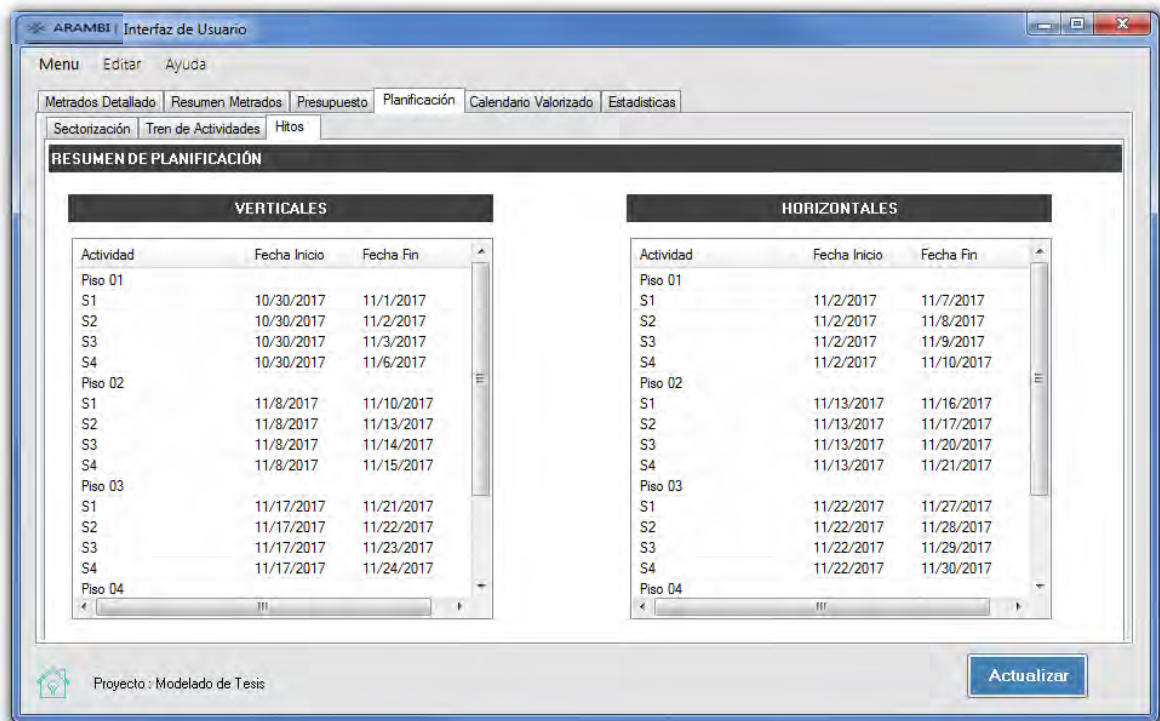 ARAMBI | Interfaz de Usuario
Menu Editar Ayuda
Metrados Detallado Resumen Metrados Presupuesto Planificación Calendario Valorizado Estadisticas
Sectorización Tren de Actividades Hitos
RESUMEN DE PLANIFICACIÓN
VERTICALES
Actividad Fecha Inicio Fecha Fin
Piso 01
S1 10/30/2017 11/1/2017
S2 10/30/2017 11/2/2017
S3 10/30/2017 11/3/2017
S4 10/30/2017 11/6/2017
Piso 02
S1 11/8/2017 11/10/2017
S2 11/8/2017 11/13/2017
S3 11/8/2017 11/14/2017
S4 11/8/2017 11/15/2017
Piso 03
S1 11/17/2017 11/21/2017
S2 11/17/2017 11/22/2017
S3 11/17/2017 11/23/2017
S4 11/17/2017 11/24/2017
Piso 04
HORIZONTALES
Actividad Fecha Inicio Fecha Fin
Piso 01
S1 11/2/2017 11/7/2017
S2 11/2/2017 11/8/2017
S3 11/2/2017 11/9/2017
S4 11/2/2017 11/10/2017
Piso 02
S1 11/13/2017 11/16/2017
S2 11/13/2017 11/17/2017
S3 11/13/2017 11/20/2017
S4 11/13/2017 11/21/2017
Piso 03
S1 11/22/2017 11/27/2017
S2 11/22/2017 11/28/2017
S3 11/22/2017 11/29/2017
S4 11/22/2017 11/30/2017
Piso 04
Proyecto : Modelado de Tesis
Actualizar